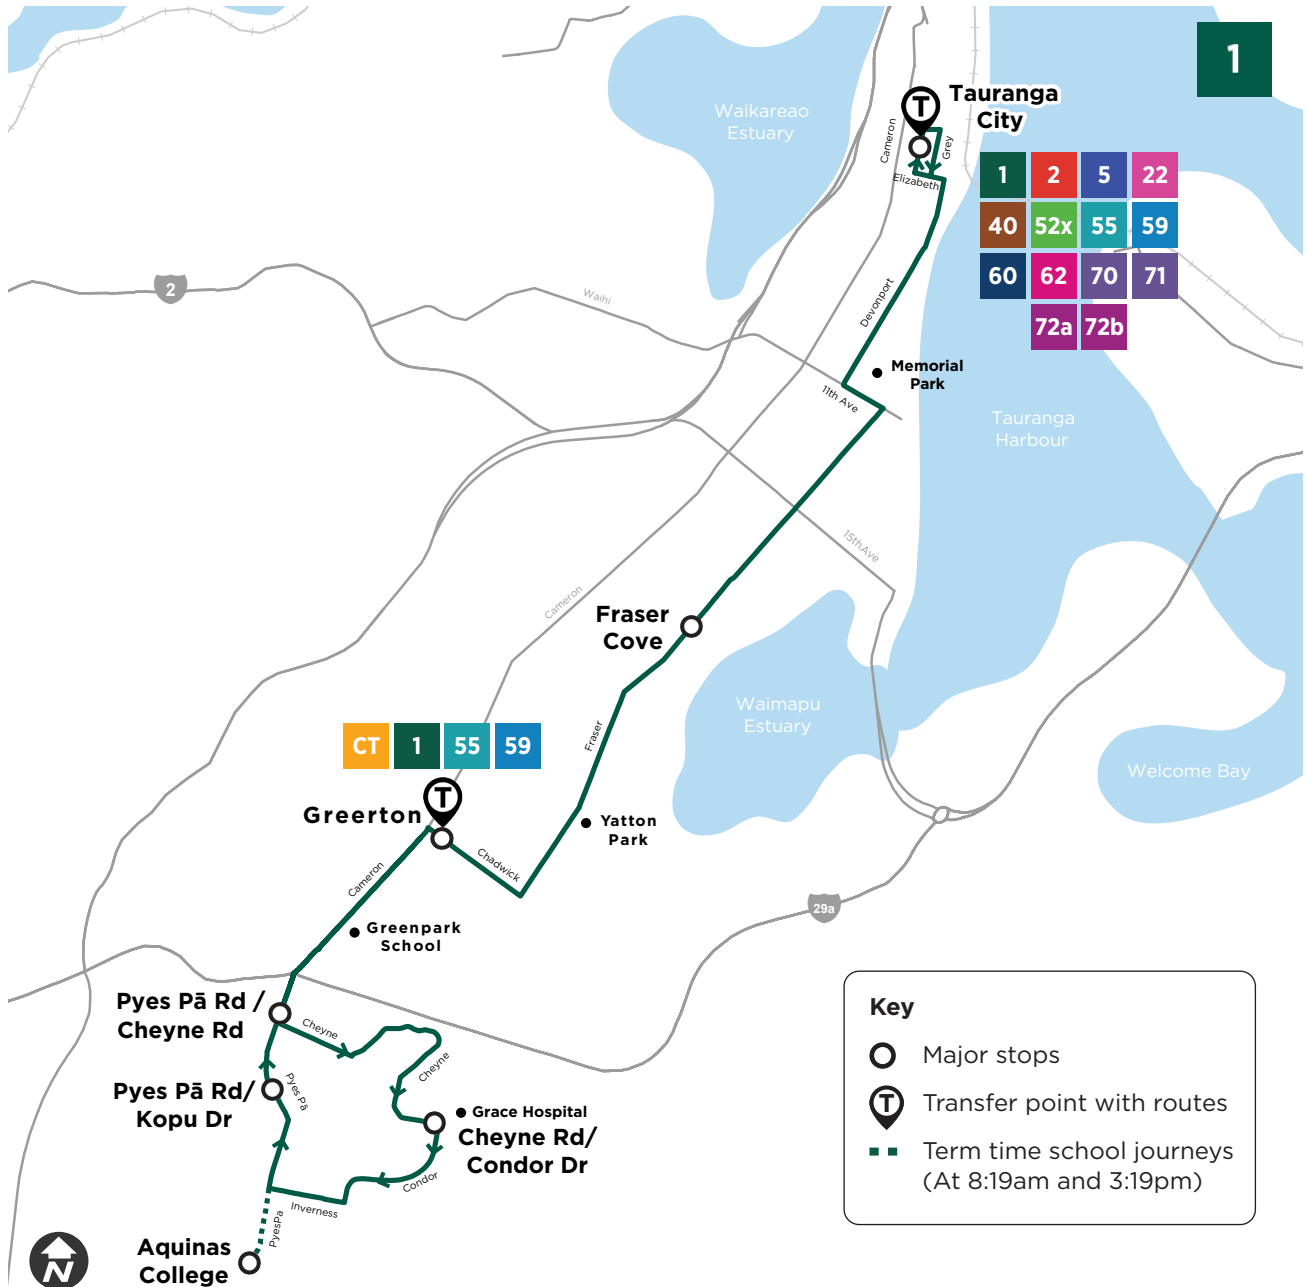 1
Waikareao
Estuary
T
Tauranga
City
Cameron
Grey
Elizabeth
1 2 5 22
40 52x 55 59
60 62 70 71
72a 72b
2
Waihi
Devonport
Memorial
Park
11th Ave
Tauranga
Harbour
15th Ave
Cameron
Fraser
Cove
Waimapu
Estuary
Welcome Bay
Fraser
CT 1 55 59
T
Greerton
Yatton
Park
Chadwick
Cameron
29a
Greenpark
School
Pyes Pā Rd /
Cheyne Rd
Cheyne
Cheyne
Pyes Pā Rd/
Kopu Dr
Pyes Pā
Grace Hospital
Cheyne Rd/
Condor Dr
Condor
Inverness
PyesPa
Aquinas
College
N
Key
Major stops
T Transfer point with routes
Term time school journeys
(At 8:19am and 3:19pm)